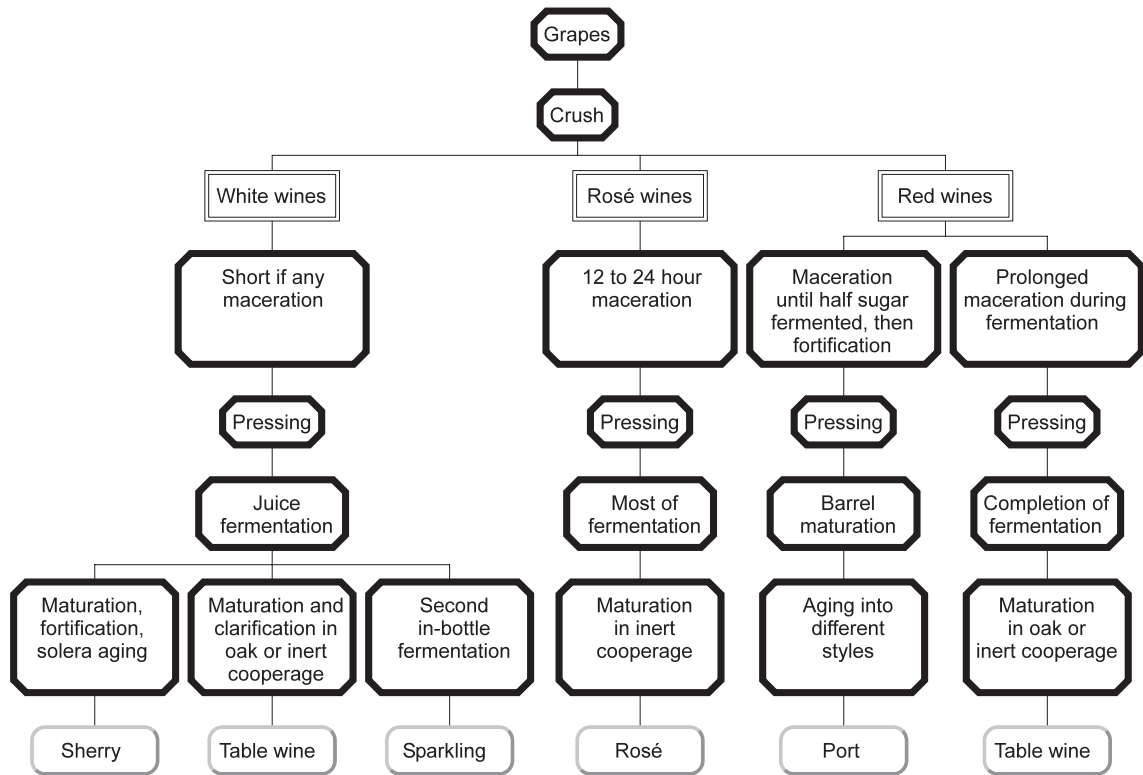 Grapes
Crush
White wines
Rosé wines
Red wines
Short if any
maceration
12 to 24 hour
maceration
Maceration
until half sugar
fermented, then
fortification
Prolonged
maceration during
fermentation
Pressing
Pressing
Pressing
Pressing
Juice
fermentation
Most of
fermentation
Barrel
maturation
Completion of
fermentation
Maturation,
fortification,
solera aging
Maturation and
clarification in
oak or inert
cooperage
Second
in-bottle
fermentation
Maturation
in inert
cooperage
Aging into
different
styles
Maturation
in oak or
inert cooperage
Sherry
Table wine
Sparkling
Rosé
Port
Table wine